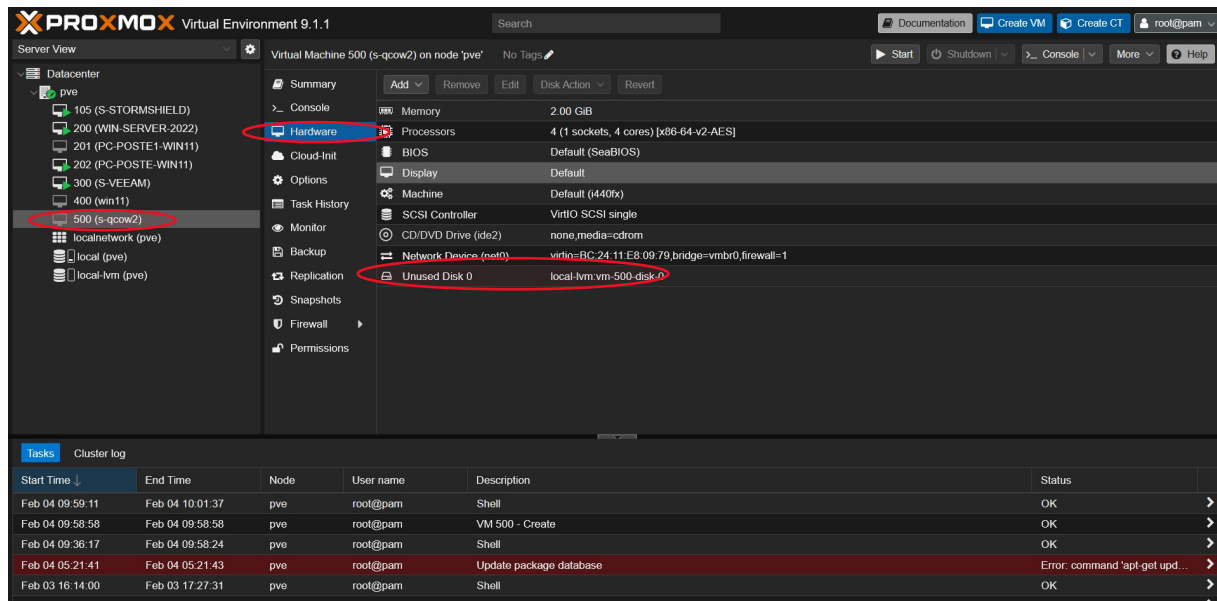 PROXMOX Virtual Environment 9.1.1 Search Documentation Create VM Create CT root@pam
Server View
Virtual Machine 500 (s-qcow2) on node 'pve' No Tags Start Shutdown >_ Console More Help
Datacenter
pve
105 (S-STORMSHIELD)
200 (WIN-SERVER-2022)
201 (PC-POSTE1-WIN11)
202 (PC-POSTE-WIN11)
300 (S-VEEAM)
400 (win11)
500 (s-qcow2)
localnetwork (pve)
local (pve)
local-lvm (pve)
Summary
>_ Console
Hardware
Cloud-Init
Options
Task History
Monitor
Backup
Replication
Snapshots
Firewall
Permissions
Add Remove Edit Disk Action Revert
Memory 2.00 GiB
Processors 4 (1 sockets, 4 cores) [x86-64-v2-AES]
BIOS Default (SeaBIOS)
Display Default
Machine Default (i440fx)
SCSI Controller VirtIO SCSI single
CD/DVD Drive (ide2) none,media=cdrom
Network Device (net0) virtio=BC:24:11:E8:09:79,bridge=vmbr0,firewall=1
Unused Disk 0 local-lvm:vm-500-disk-0
Tasks Cluster log
Start Time ↓ End Time Node User name Description Status
Feb 04 09:59:11 Feb 04 10:01:37 pve root@pam Shell OK
Feb 04 09:58:58 Feb 04 09:58:58 pve root@pam VM 500 - Create OK
Feb 04 09:36:17 Feb 04 09:58:24 pve root@pam Shell OK
Feb 04 05:21:41 Feb 04 05:21:43 pve root@pam Update package database Error: command 'apt-get upd...
Feb 03 16:14:00 Feb 03 17:27:31 pve root@pam Shell OK